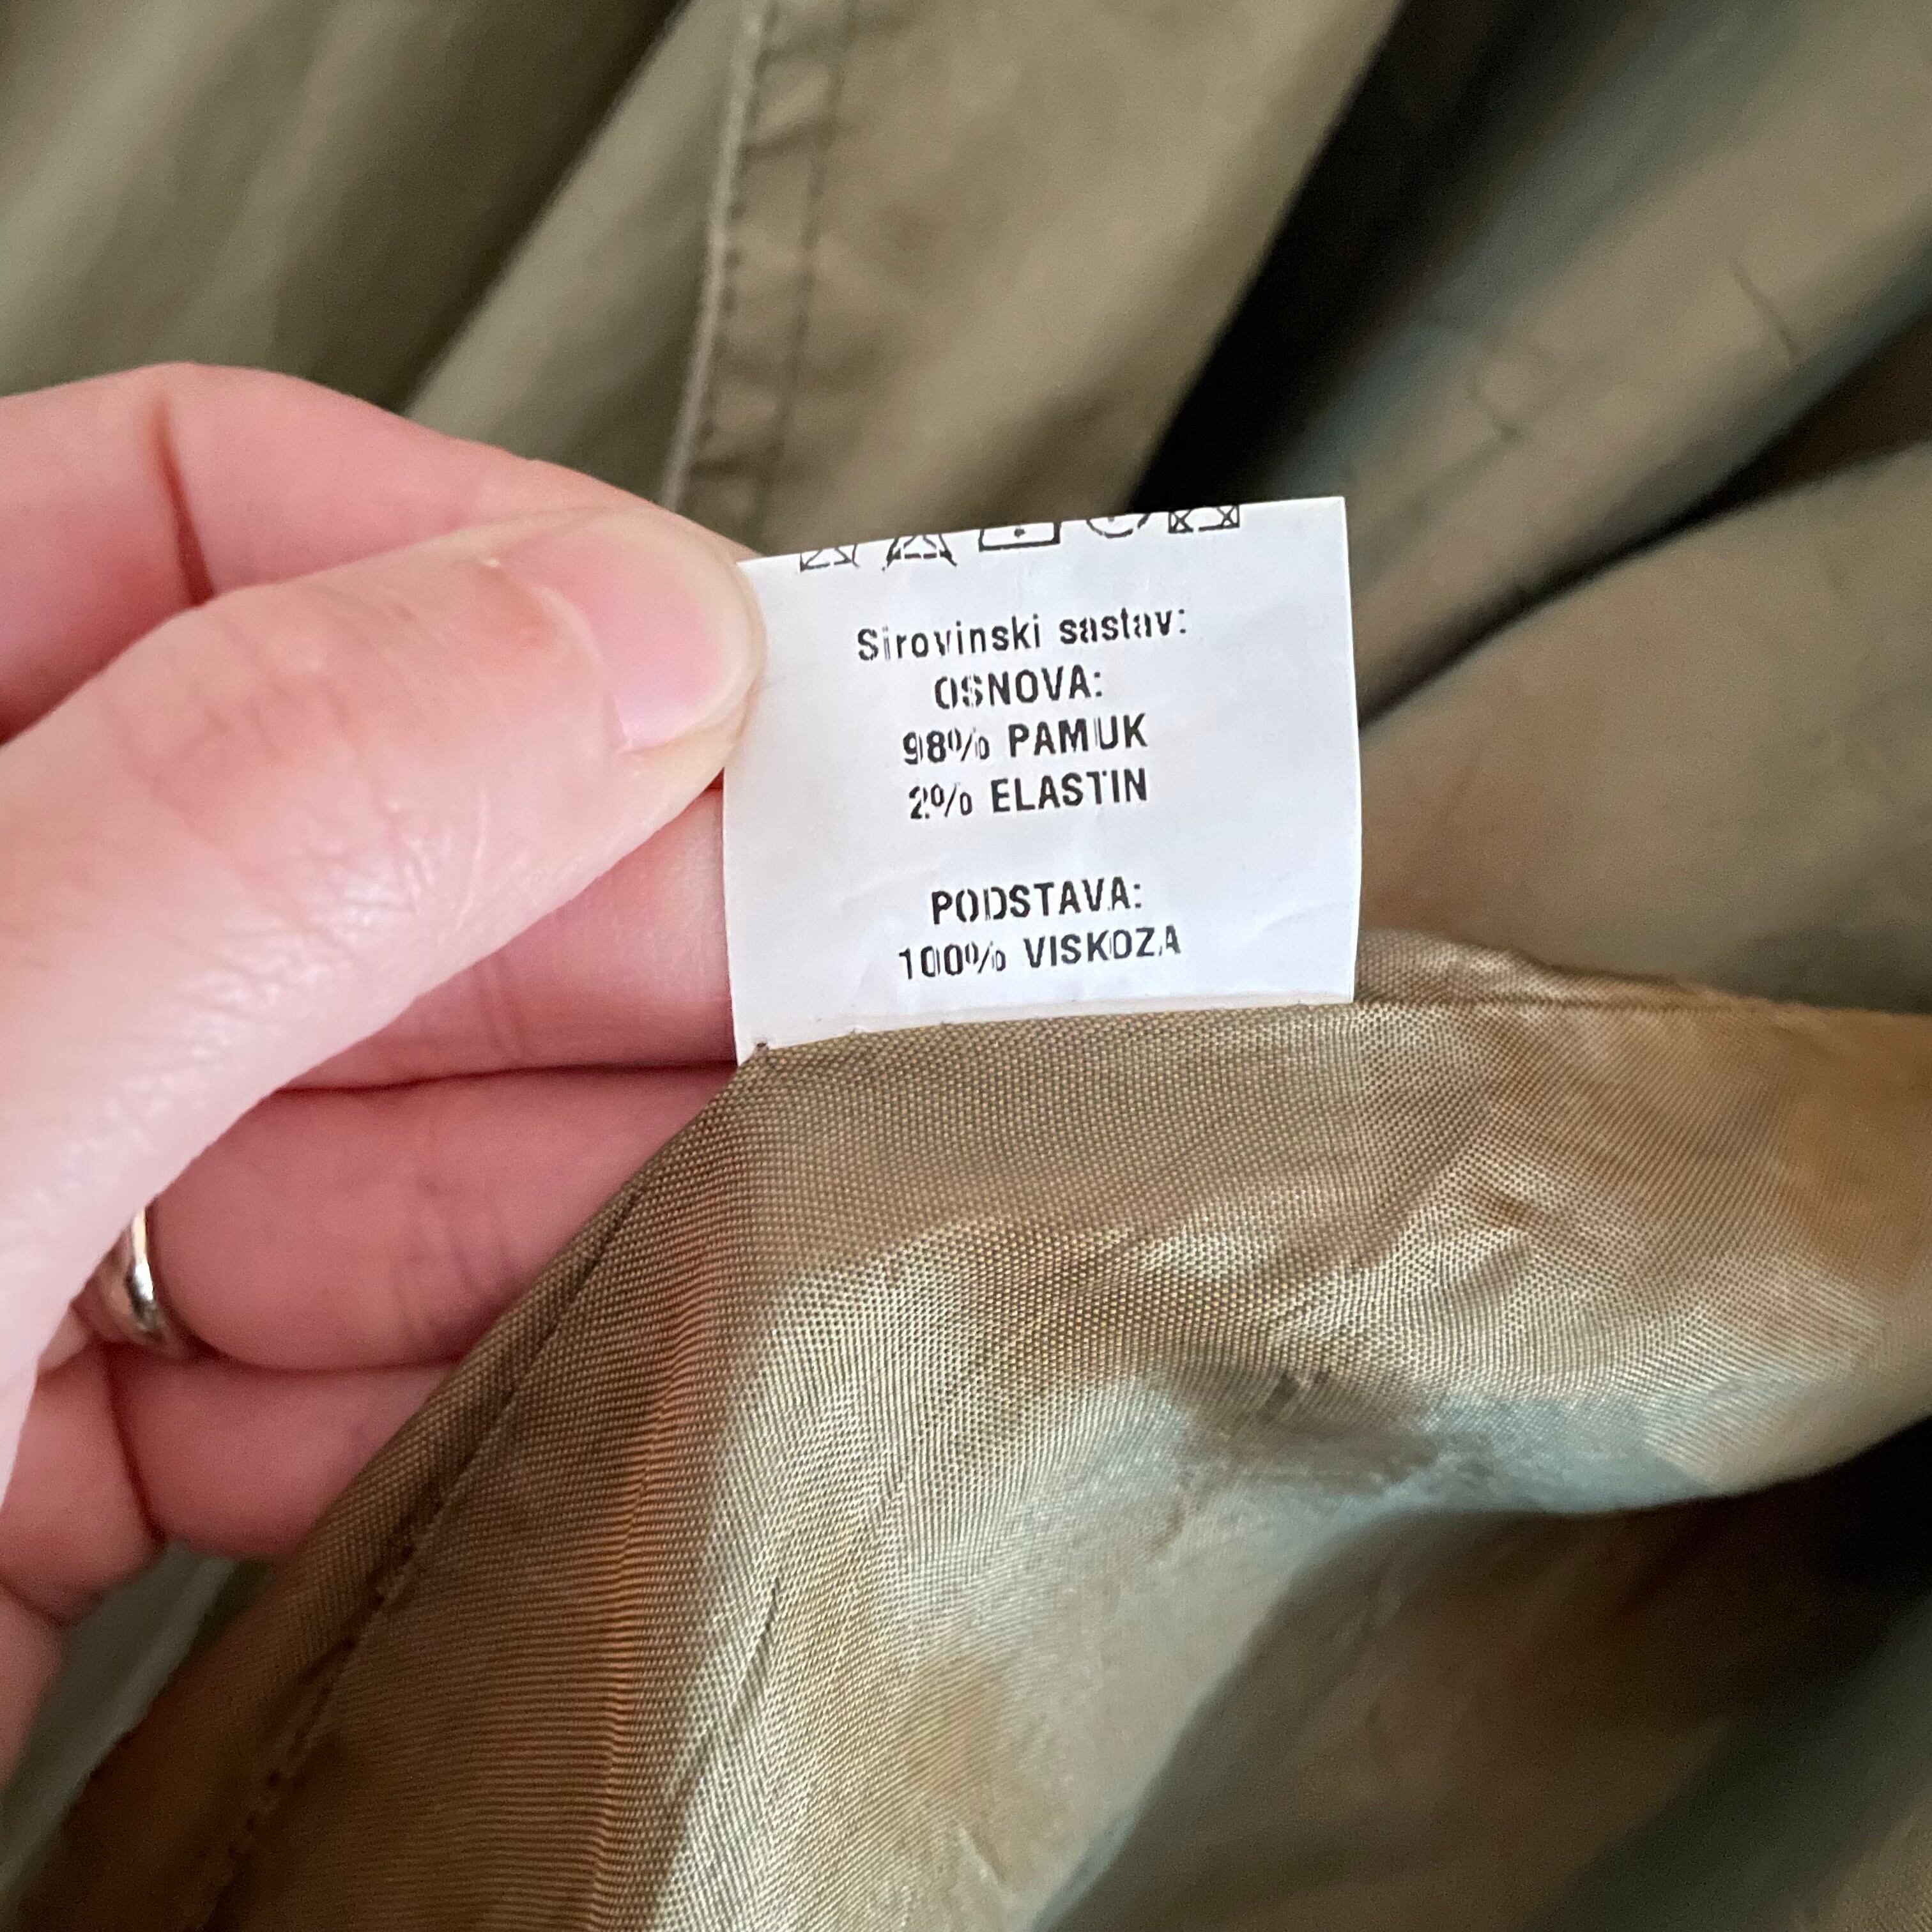 Sirovinski sastav:
OSNOVA:
98% PAMUK
2% ELASTIN
PODSTAVA:
100% VISKOZA